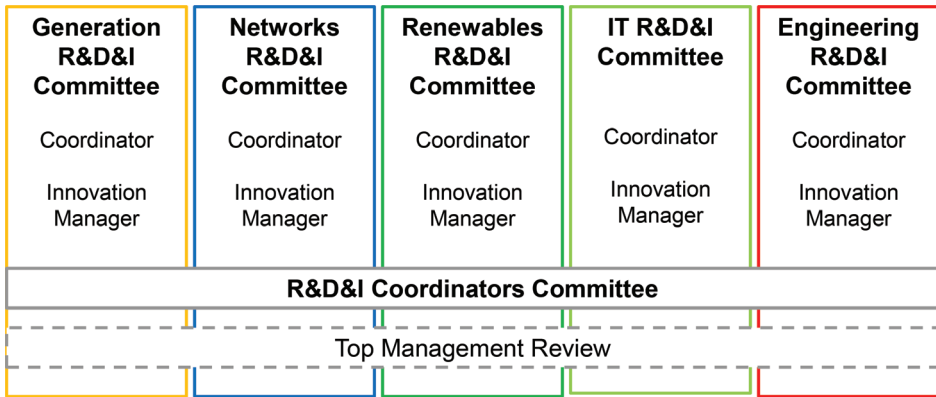 Generation
R&D&I
Committee
Coordinator
Innovation
Manager
Networks
R&D&I
Committee
Coordinator
Innovation
Manager
Renewables
R&D&I
Committee
Coordinator
Innovation
Manager
IT R&D&I
Committee
Coordinator
Innovation
Manager
Engineering
R&D&I
Committee
Coordinator
Innovation
Manager
R&D&I Coordinators Committee
Top Management Review